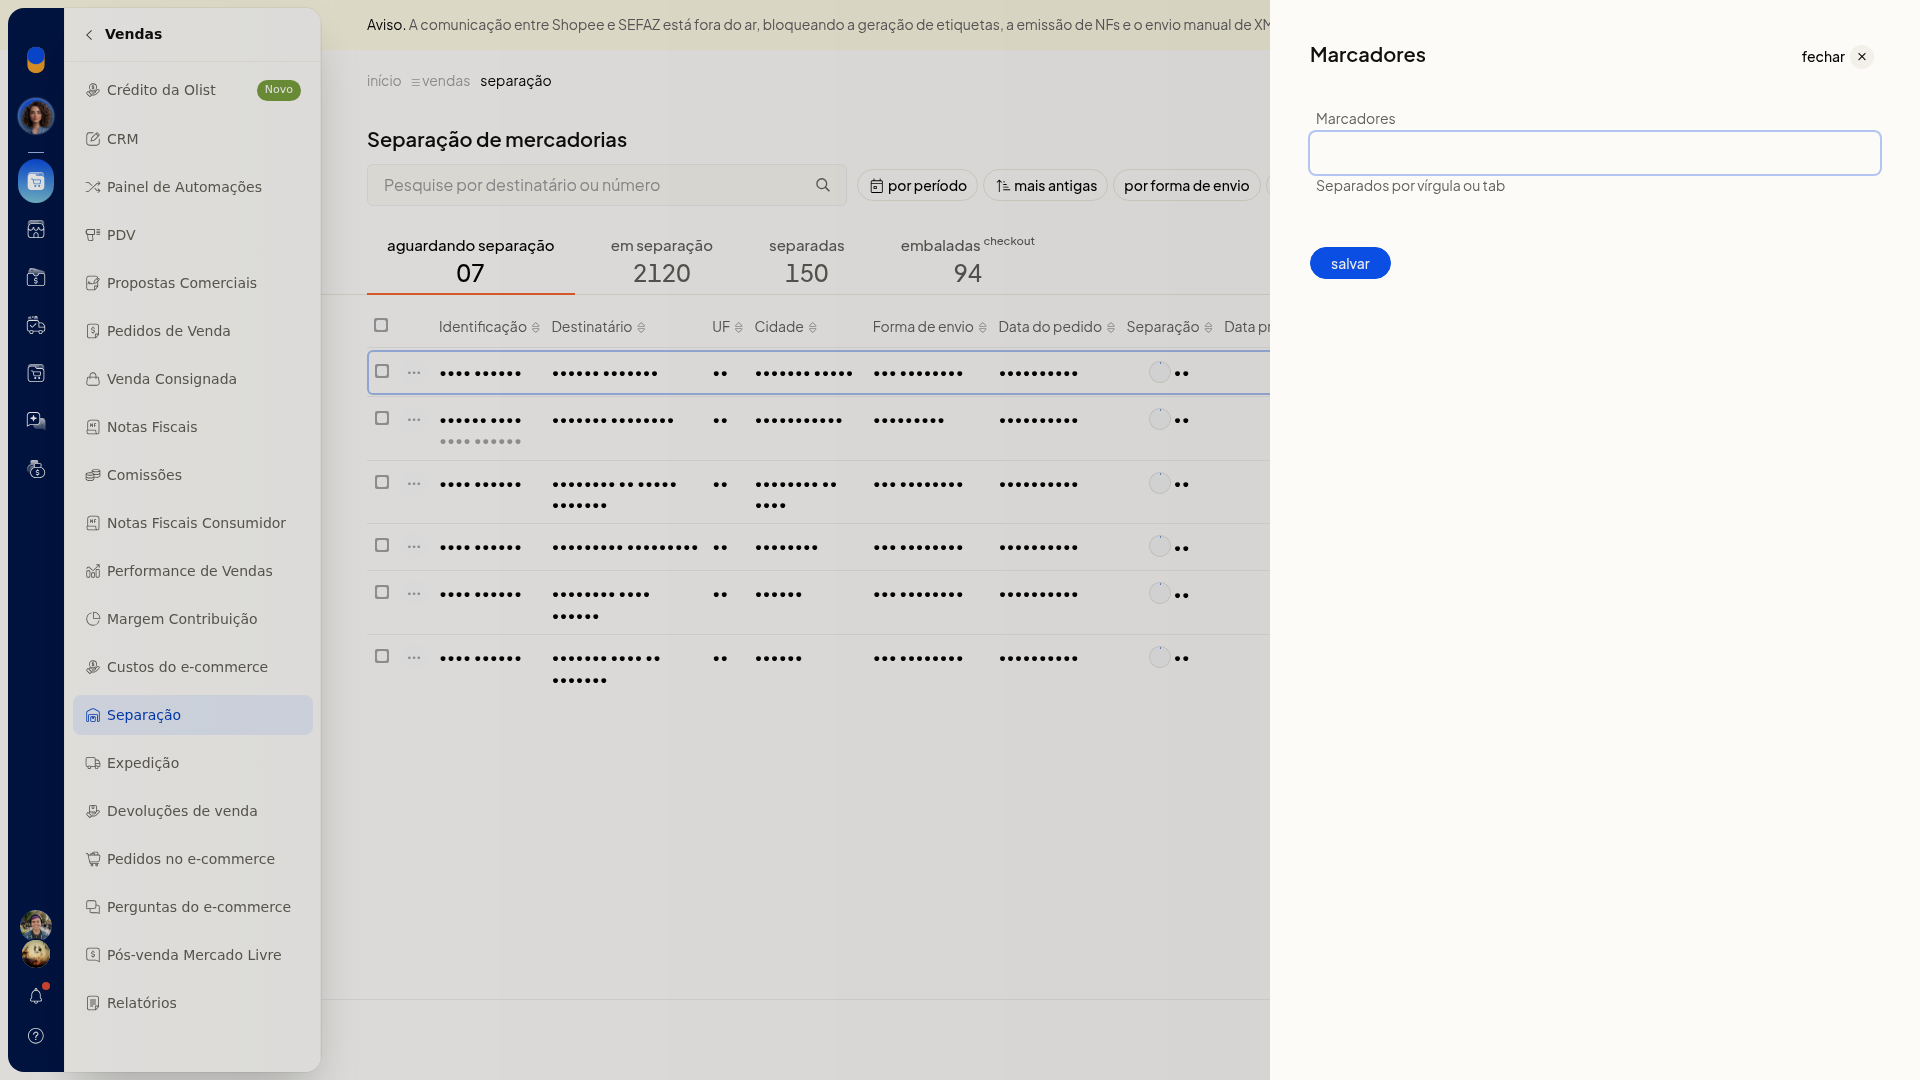 Vendas
Crédito da Olist Novo
CRM
Painel de Automações
PDV
Propostas Comerciais
Pedidos de Venda
Venda Consignada
Notas Fiscais
Comissões
Notas Fiscais Consumidor
Performance de Vendas
Margem Contribuição
Custos do e-commerce
Separação
Expedição
Devoluções de venda
Pedidos no e-commerce
Perguntas do e-commerce
Pós-venda Mercado Livre
Relatórios
Aviso. A comunicação entre Shopee e SEFAZ está fora do ar, bloqueando a geração de etiquetas, a emissão de NFs e o envio manual de XM
início vendas separação
Separação de mercadorias
Pesquise por destinatário ou número
por período
mais antigas
por forma de envio
aguardando separação
07
em separação
2120
separadas
150
embaladas checkout
94
Identificação Destinatário UF Cidade Forma de envio Data do pedido Separação Data pr
Marcadores
fechar
Marcadores
Separados por vírgula ou tab
salvar